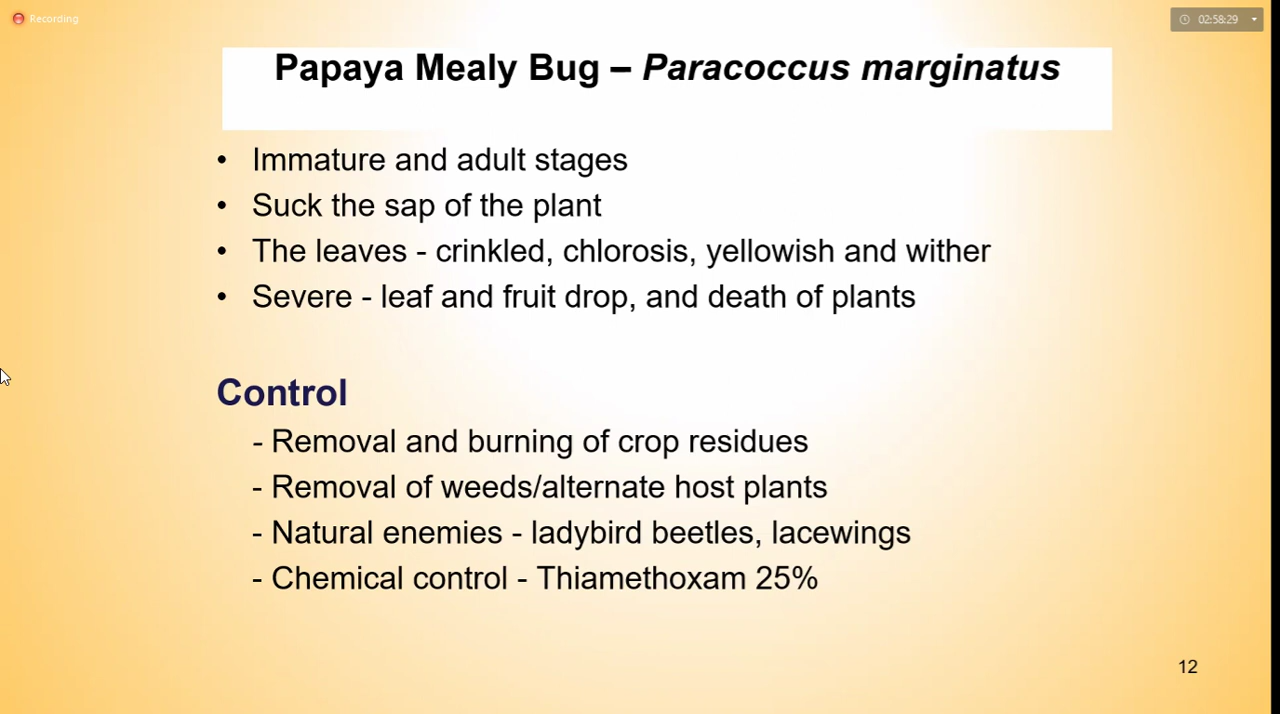 Recording
02:58:29
Papaya Mealy Bug – Paracoccus marginatus
• Immature and adult stages
• Suck the sap of the plant
• The leaves - crinkled, chlorosis, yellowish and wither
• Severe - leaf and fruit drop, and death of plants
Control
- Removal and burning of crop residues
- Removal of weeds/alternate host plants
- Natural enemies - ladybird beetles, lacewings
- Chemical control - Thiamethoxam 25%
12